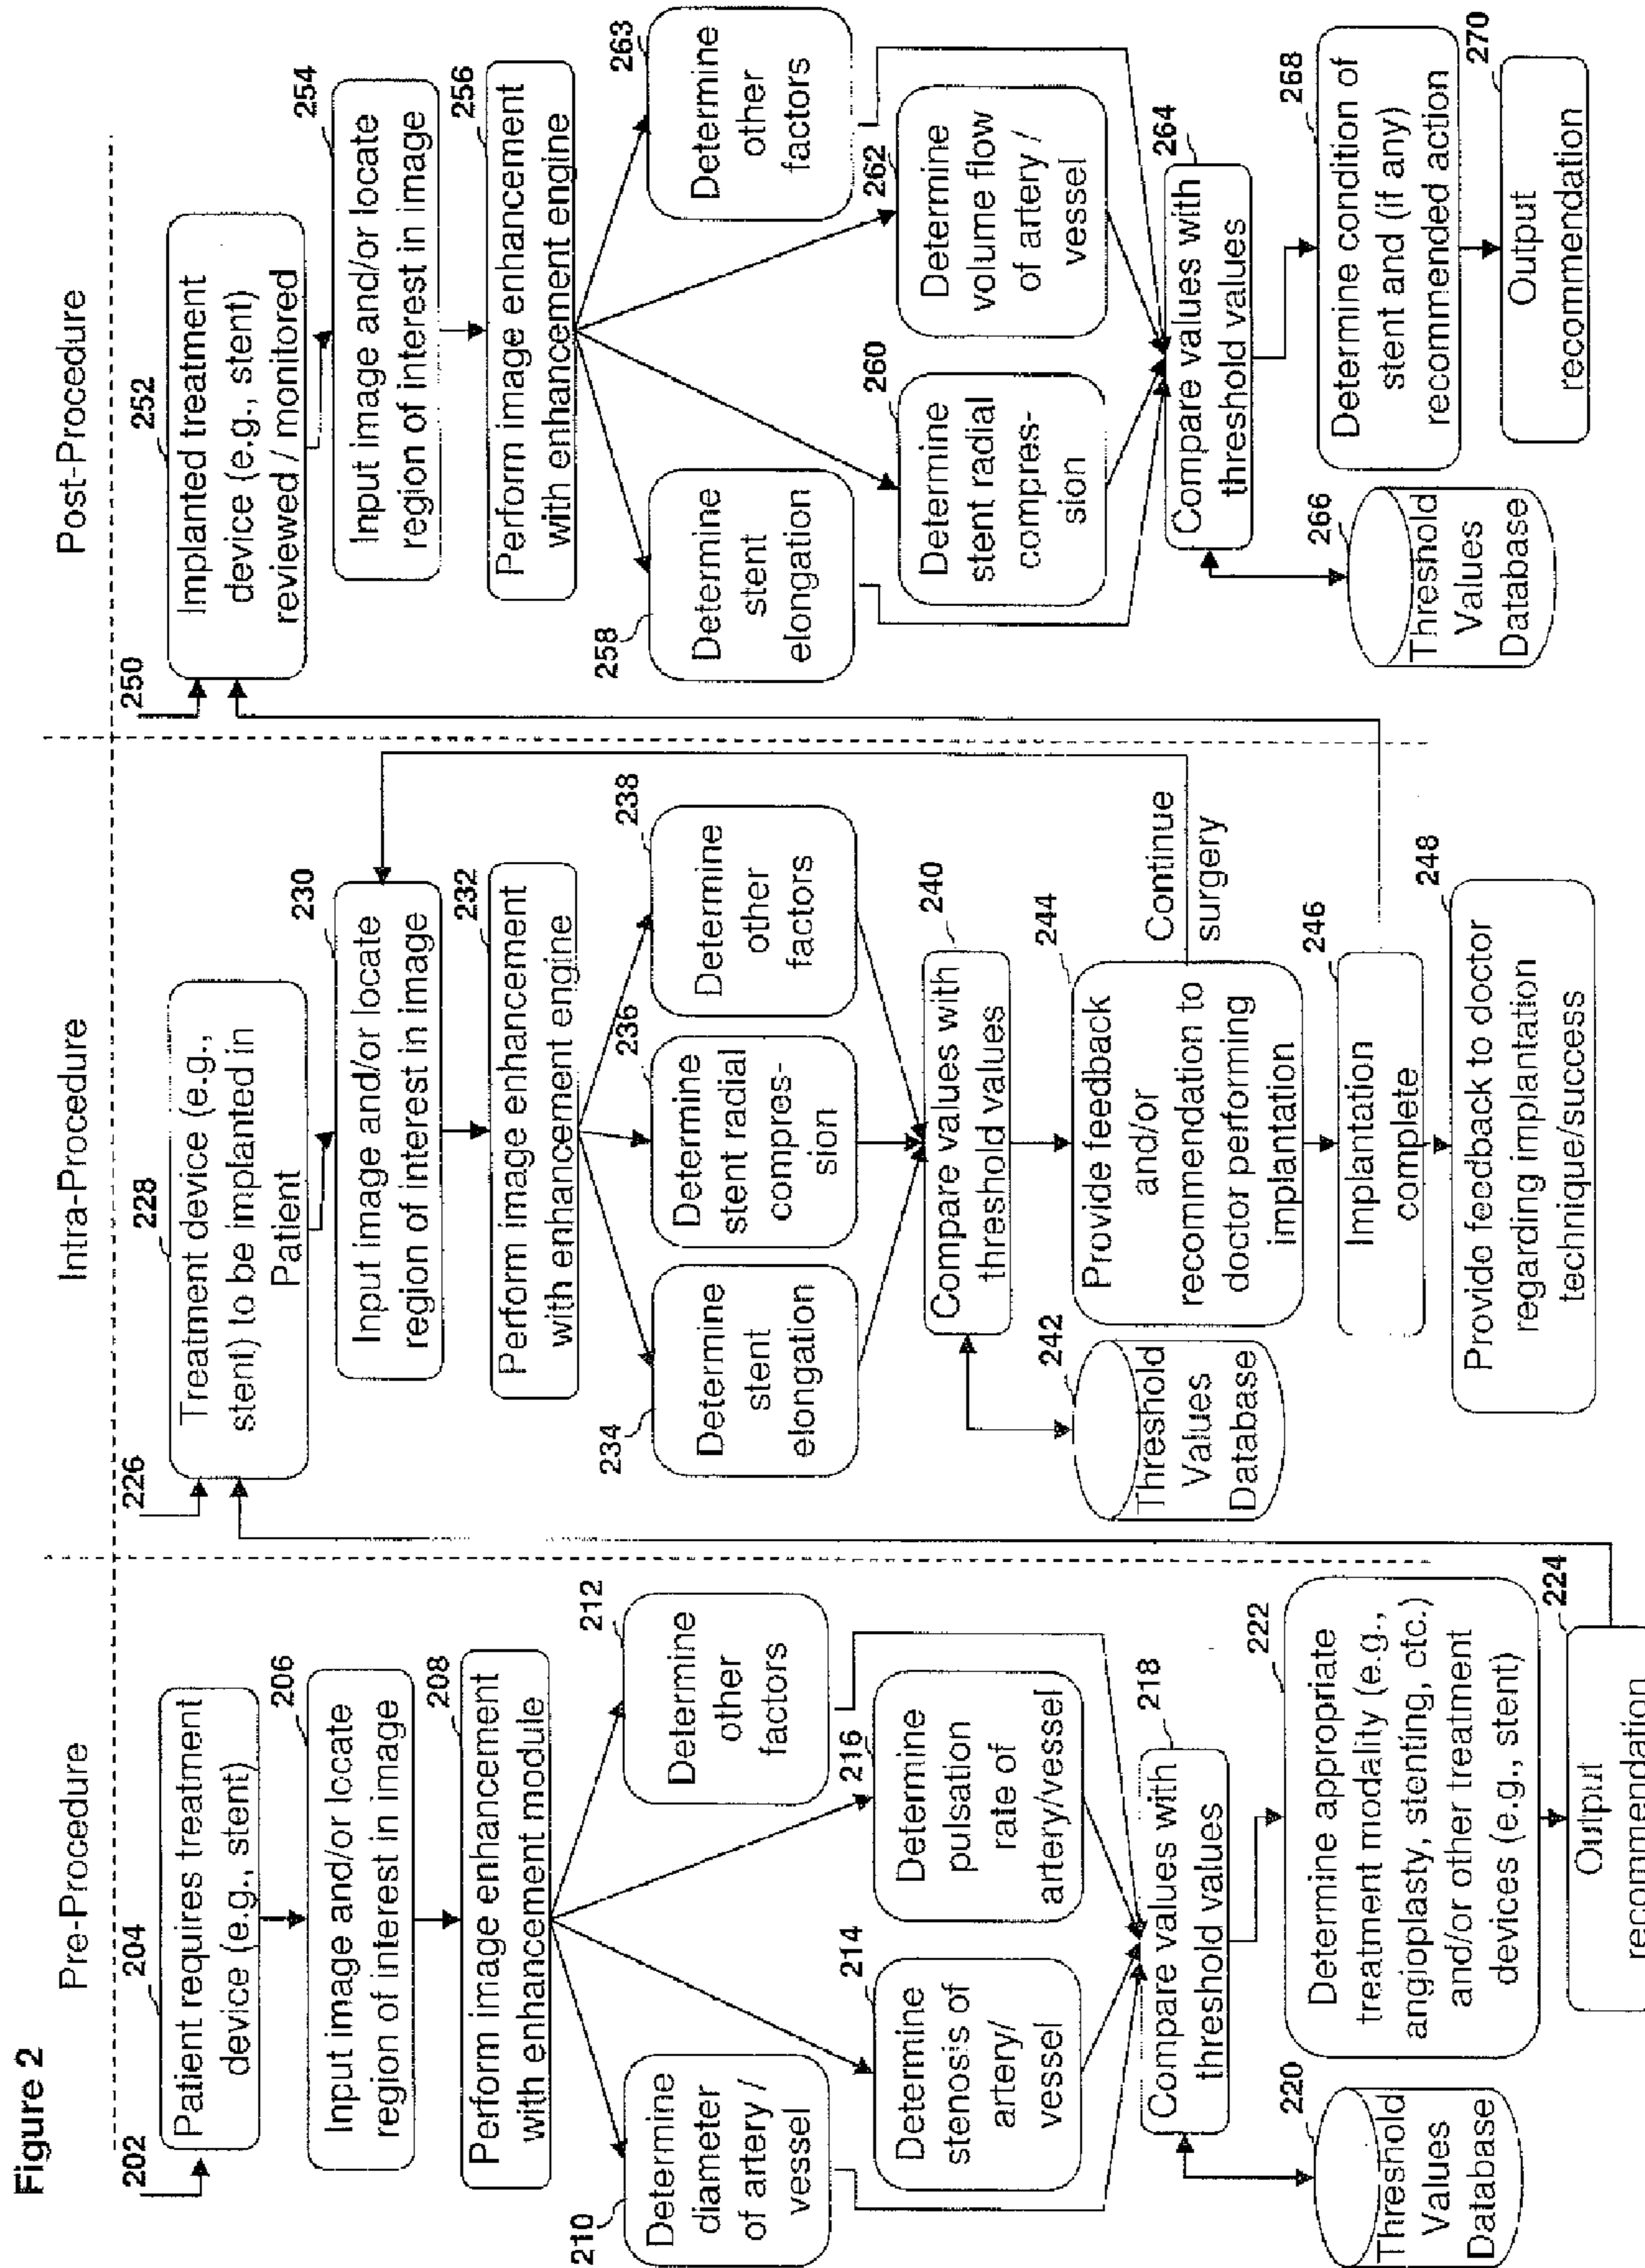 Figure 2
Pre-Procedure
202
204
Patient requires treatment
device (e.g., stent)
206
Input image and/or locate
region of interest in image
208
Perform image enhancement
with enhancement module
210
Determine
diameter
of artery /
vessel
212
Determine
other
factors
214
Determine
stenosis of
artery/
vessel
216
Determine
pulsation
rate of
artery/vessel
218
Compare values with
threshold values
220
Threshold
Values
Database
222
Determine appropriate
treatment modality (e.g.,
angioplasty, stenting, etc.)
and/or other treatment
devices (e.g., stent)
224
Output
recommendation
Intra-Procedure
226
228
Treatment device (e.g.,
stent) to be implanted in
Patient
230
Input image and/or locate
region of interest in image
232
Perform image enhancement
with enhancement engine
234
Determine
stent
elongation
236
Determine
stent radial
compres-
sion
238
Determine
other
factors
240
Compare values with
threshold values
242
Threshold
Values
Database
244
Provide feedback
and/or
recommendation to
doctor performing
implantation
Continue
surgery
246
Implantation
complete
248
Provide feedback to doctor
regarding implantation
technique/success
Post-Procedure
250
252
Implanted treatment
device (e.g., stent)
reviewed / monitored
254
Input image and/or locate
region of interest in image
256
Perform image enhancement
with enhancement engine
258
Determine
stent
elongation
263
Determine
other
factors
260
Determine
stent radial
compres-
sion
262
Determine
volume flow
of artery /
vessel
264
Compare values with
threshold values
266
Threshold
Values
Database
268
Determine condition of
stent and (if any)
recommended action
270
Output
recommendation